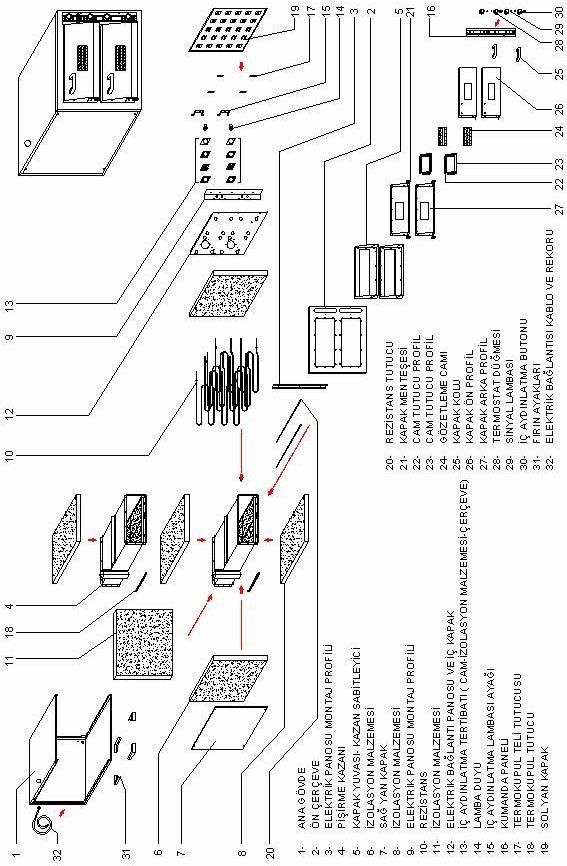 1- ANA GÖVDE
2- ÖN ÇERÇEVE
3- ELEKTRİK PANOSU MONTAJ PROFİLİ
4- PİŞİRME KAZANI
5- KAPAK YUVASI- KAZAN SABİTLEYİCİ
6- İZOLASYON MALZEMESİ
7- SAĞ YAN KAPAK
8- İZOLASYON MALZEMESİ
9- ELEKTRİK PANOSU MONTAJ PROFİLİ
10- REZİSTANS
11- İZOLASYON MALZEMESİ
12- ELEKTRİK BAĞLANTI PANOSU VE İÇ KAPAK
13- İÇ AYDINLATMA TERTİBATI ( CAM-İZOLASYON MALZEMESİ-ÇERÇEVE)
14- LAMBA DUYU
15- İÇ AYDINLATMA LAMBASI AYAĞI
16- KUMANDA PANELİ
17- TERMOKUPUL TELİ TUTUCUSU
18- TERMOKUPUL TUTUCU
19- SOL YAN KAPAK
20- REZİSTANS TUTUCU
21- KAPAK MENTEŞESİ
22- CAM TUTUCU PROFİL
23- CAM TUTUCU PROFİL
24- GÖZETLEME CAMI
25- KAPAK KOLU
26- KAPAK ÖN PROFİL
27- KAPAK ARKA PROFİL
28- TERMOSTAT DÜĞMESİ
29- SİNYAL LAMBASI
30- İÇ AYDINLATMA BUTONU
31- FIRIN AYAKLARI
32- ELEKTRİK BAĞLANTISI KABLO VE REKORU
1
32
31
6
7
8
20
4
18
11
13
9
12
10
19
17
15
14
3
2
5
21
16
30
29
28
25
26
24
23
22
27